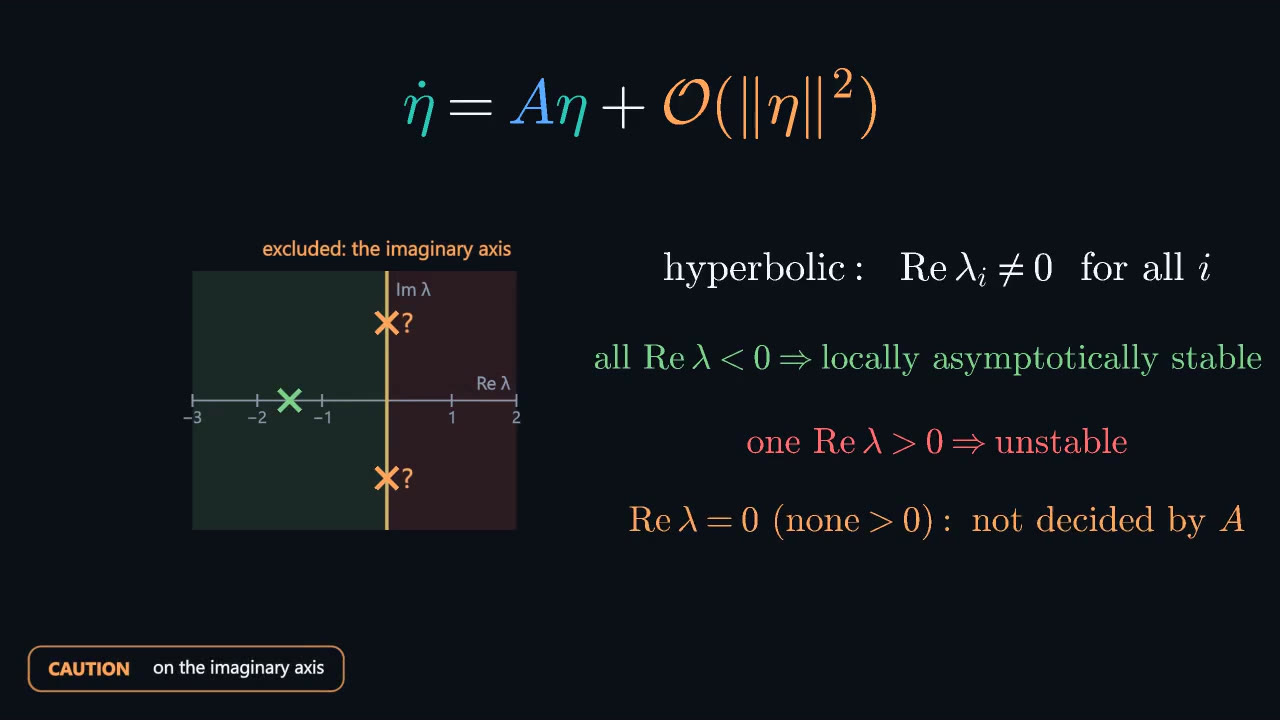 η̇ = Aη + 𝒪(‖η‖²)
excluded: the imaginary axis
Im λ
?
Re λ
−3 −2 −1 1 2
?
hyperbolic: Re λᵢ ≠ 0 for all i
all Re λ < 0 ⇒ locally asymptotically stable
one Re λ > 0 ⇒ unstable
Re λ = 0 (none > 0): not decided by A
CAUTION on the imaginary axis